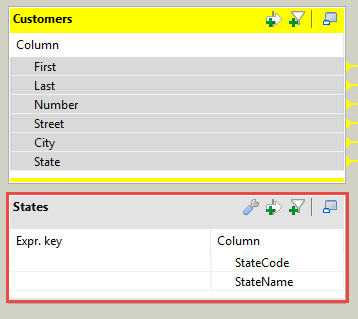 Customers
Column
First
Last
Number
Street
City
State
States
Expr. key Column
StateCode
StateName